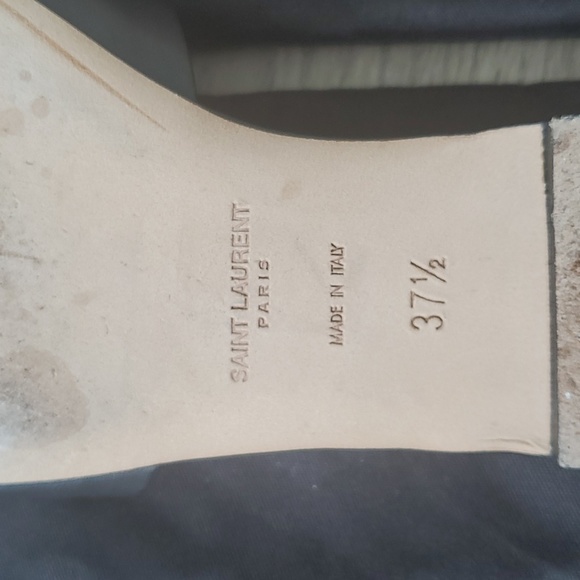 SAINT LAURENT
PARIS
MADE IN ITALY
37½